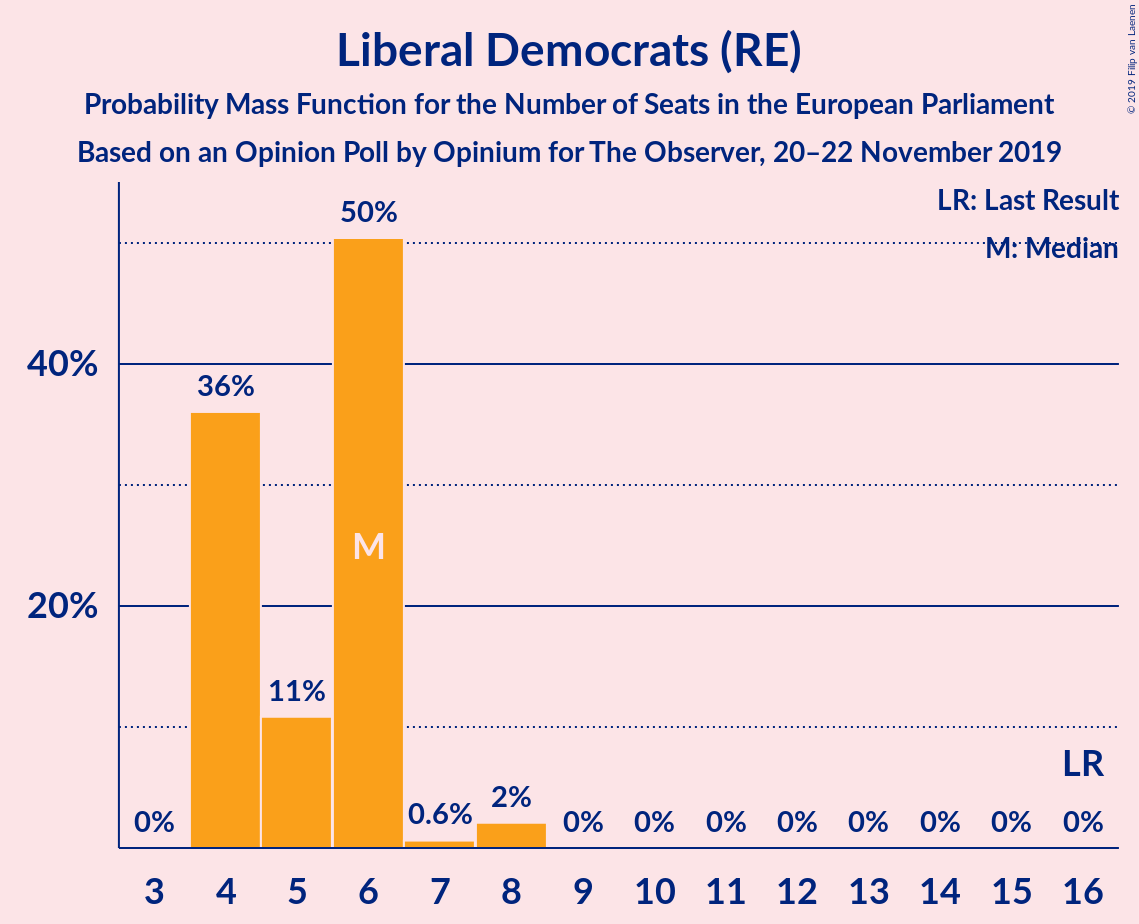 Liberal Democrats (RE)
Probability Mass Function for the Number of Seats in the European Parliament
Based on an Opinion Poll by Opinium for The Observer, 20–22 November 2019
© 2019 Filip van Laenen
LR: Last Result
M: Median
50%
40%
36%
M
20%
11%
LR
0% 0.6% 2% 0% 0% 0% 0% 0% 0% 0% 0%
3 4 5 6 7 8 9 10 11 12 13 14 15 16